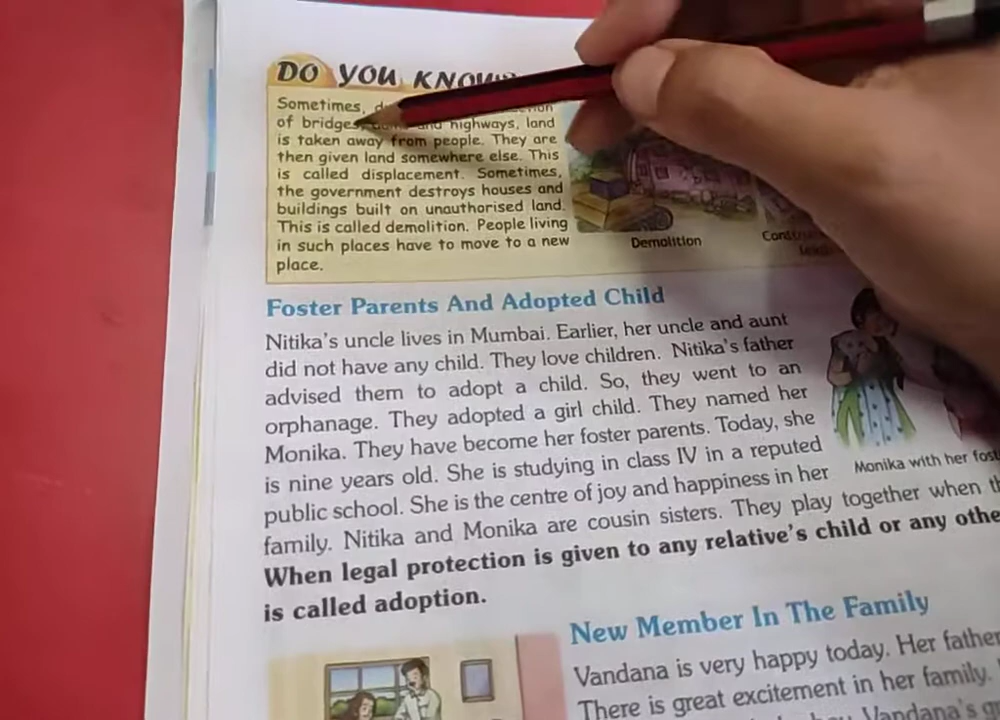 DO YOU KNOW
Sometimes,
of bridges, and highways, land
is taken away from people. They are
then given land somewhere else. This
is called displacement. Sometimes,
the government destroys houses and
buildings built on unauthorised land.
This is called demolition. People living
in such places have to move to a new
place.
Demolition
Foster Parents And Adopted Child
Nitika's uncle lives in Mumbai. Earlier, her uncle and aunt
did not have any child. They love children. Nitika's father
advised them to adopt a child. So, they went to an
orphanage. They adopted a girl child. They named her
Monika. They have become her foster parents. Today, she
is nine years old. She is studying in class IV in a reputed
public school. She is the centre of joy and happiness in her
family. Nitika and Monika are cousin sisters. They play together when
When legal protection is given to any relative's child or any
is called adoption.
Monika with her
New Member In The Family
Vandana is very happy today. Her father
There is great excitement in her family.
Vandana's